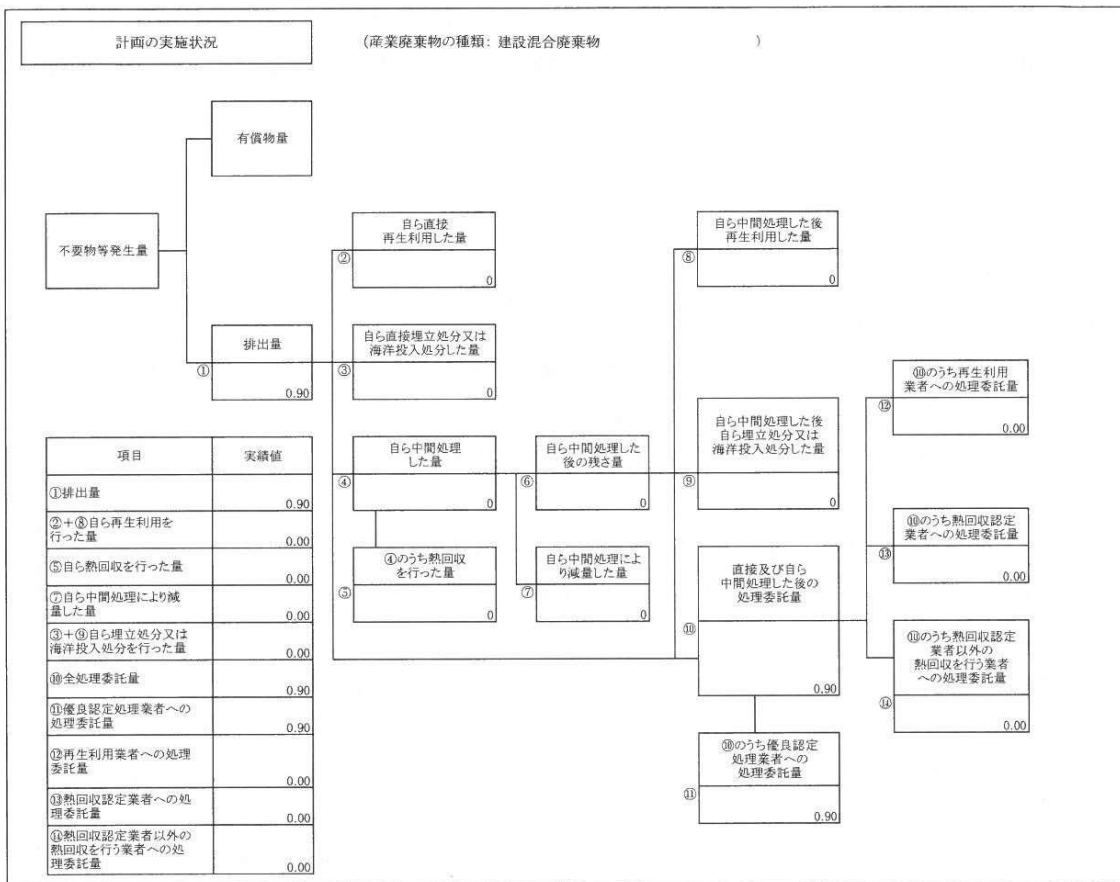 計画の実施状況
(産業廃棄物の種類: 建設混合廃棄物 )
有償物量
不要物等発生量
排出量
①
0.90
自ら直接
再生利用した量
②
0
自ら直接埋立処分又は
海洋投入処分した量
③
0
自ら中間処理
した量
④
0
④のうち熱回収
を行った量
⑤
0
自ら中間処理した
後の残さ量
⑥
0
自ら中間処理によ
り減量した量
⑦
0
自ら中間処理した後
再生利用した量
⑧
0
自ら中間処理した後
自ら埋立処分又は
海洋投入処分した量
⑨
0
直接及び自ら
中間処理した後の
処理委託量
⑩
0.90
⑩のうち優良認定
処理業者への
処理委託量
⑪
0.90
⑩のうち再生利用
業者への処理委託量
⑫
0.00
⑩のうち熱回収認定
業者への処理委託量
⑬
0.00
⑩のうち熱回収認定
業者以外の
熱回収を行う業者
への処理委託量
⑭
0.00
項目 実績値
①排出量
0.90
②+⑧自ら再生利用を
行った量
0.00
⑤自ら熱回収を行った量
0.00
⑦自ら中間処理により減
量した量
0.00
③+⑨自ら埋立処分又は
海洋投入処分を行った量
0.00
⑩全処理委託量
0.90
⑪優良認定処理業者への
処理委託量
0.90
⑫再生利用業者への処理
委託量
0.00
⑬熱回収認定業者への処
理委託量
0.00
⑭熱回収認定業者以外の
熱回収を行う業者への処
理委託量
0.00